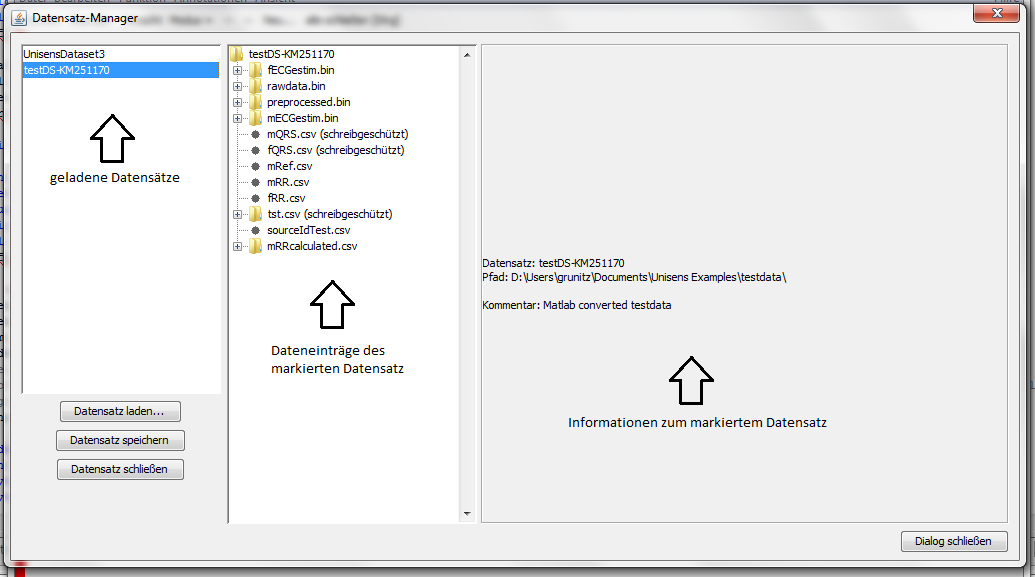 Datensatz-Manager
UnisensDataset3
testDS-KM251170
geladene Datensätze
Datensatz laden...
Datensatz speichern
Datensatz schließen
testDS-KM251170
fECGestim.bin
rawdata.bin
preprocessed.bin
mECGestim.bin
mQRS.csv (schreibgeschützt)
fQRS.csv (schreibgeschützt)
mRef.csv
mRR.csv
fRR.csv
tst.csv (schreibgeschützt)
sourceIdTest.csv
mRRcalculated.csv
Dateneinträge des
markierten Datensatz
Datensatz: testDS-KM251170
Pfad: D:\Users\grunitz\Documents\Unisens Examples\testdata\
Kommentar: Matlab converted testdata
Informationen zum markiertem Datensatz
Dialog schließen